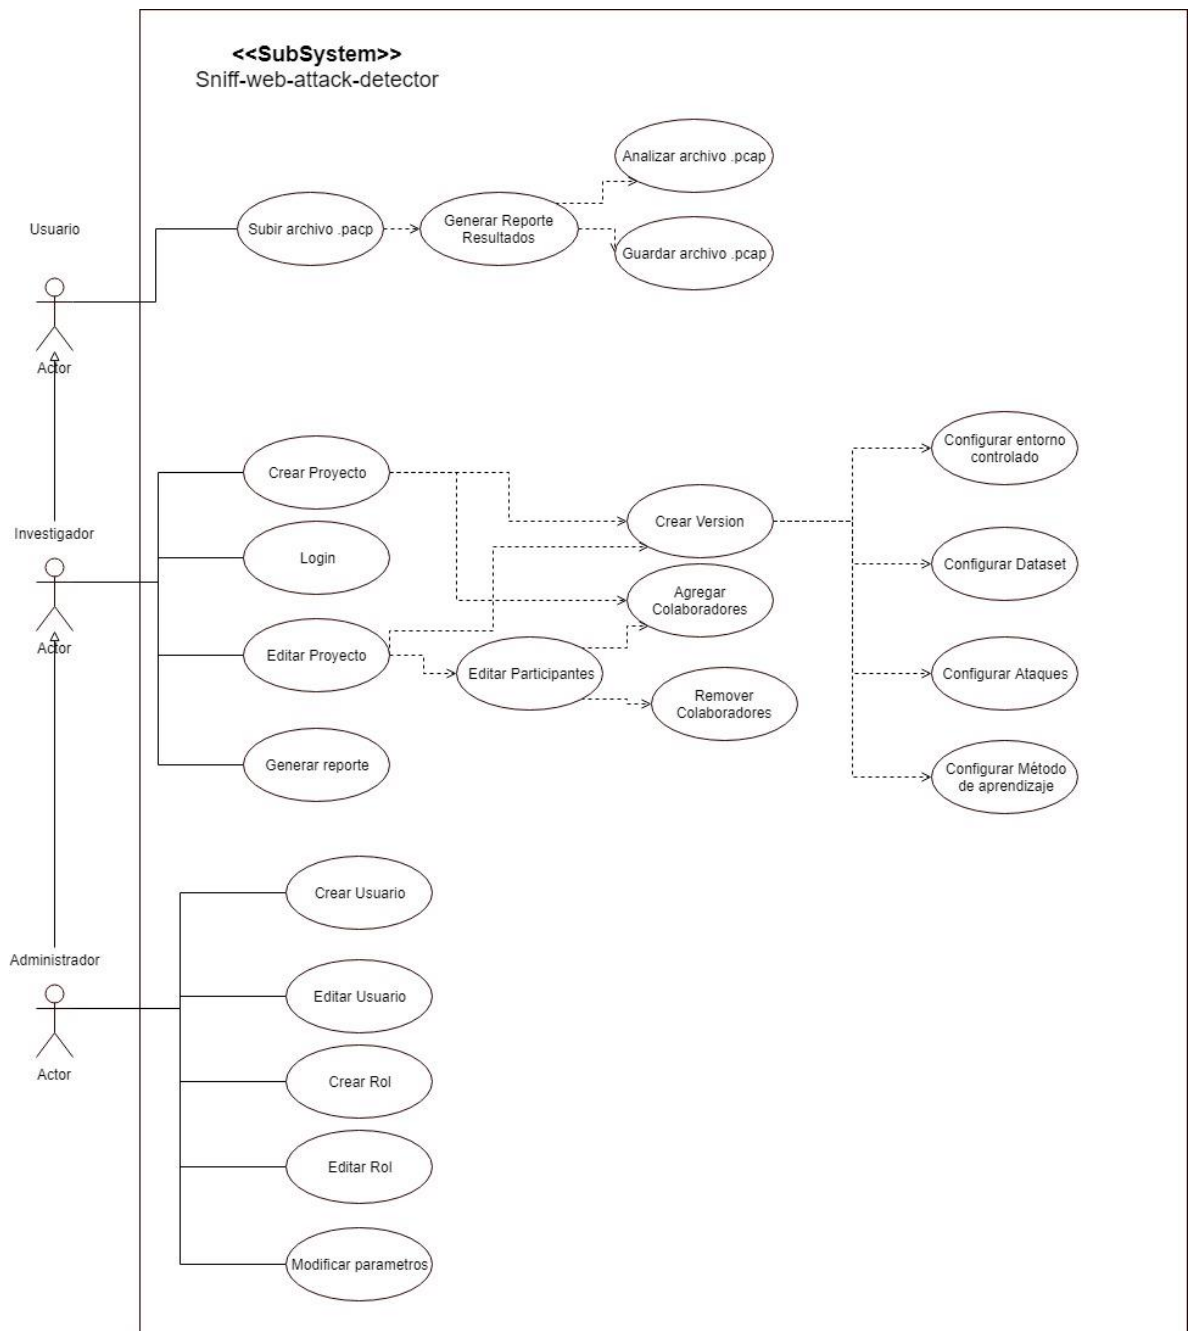 <<SubSystem>>
Sniff-web-attack-detector
Analizar archivo .pcap
Usuario
Subir archivo .pacp
Generar Reporte
Resultados
Guardar archivo .pcap
Actor
Configurar entorno
controlado
Crear Proyecto
Crear Version
Investigador
Login
Configurar Dataset
Agregar
Colaboradores
Actor
Editar Proyecto
Editar Participantes
Configurar Ataques
Remover
Colaboradores
Generar reporte
Configurar Método
de aprendizaje
Crear Usuario
Administrador
Editar Usuario
Actor
Crear Rol
Editar Rol
Modificar parametros